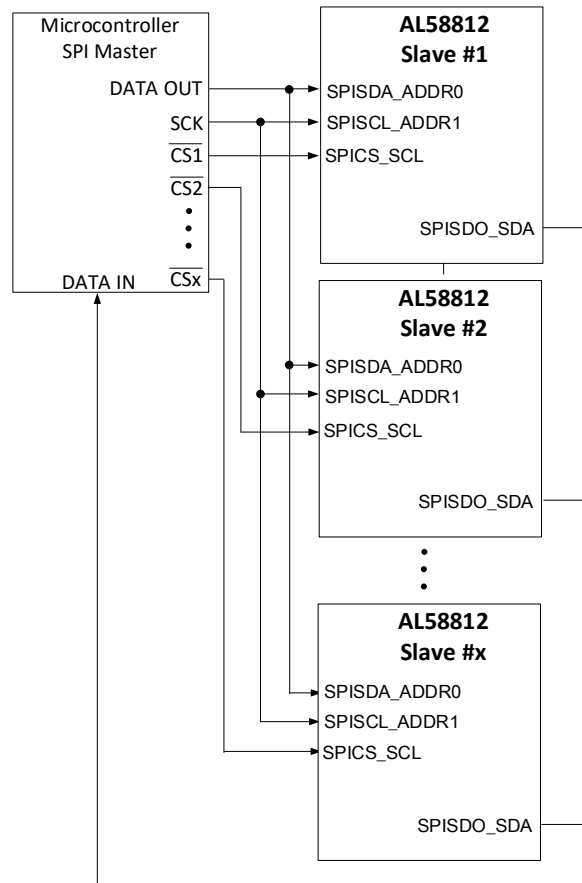 Microcontroller
SPI Master
DATA OUT
SCK
CS1
CS2
CSx
DATA IN
AL58812
Slave #1
SPISDA_ADDR0
SPISCL_ADDR1
SPICS_SCL
SPISDO_SDA
AL58812
Slave #2
SPISDA_ADDR0
SPISCL_ADDR1
SPICS_SCL
SPISDO_SDA
AL58812
Slave #x
SPISDA_ADDR0
SPISCL_ADDR1
SPICS_SCL
SPISDO_SDA